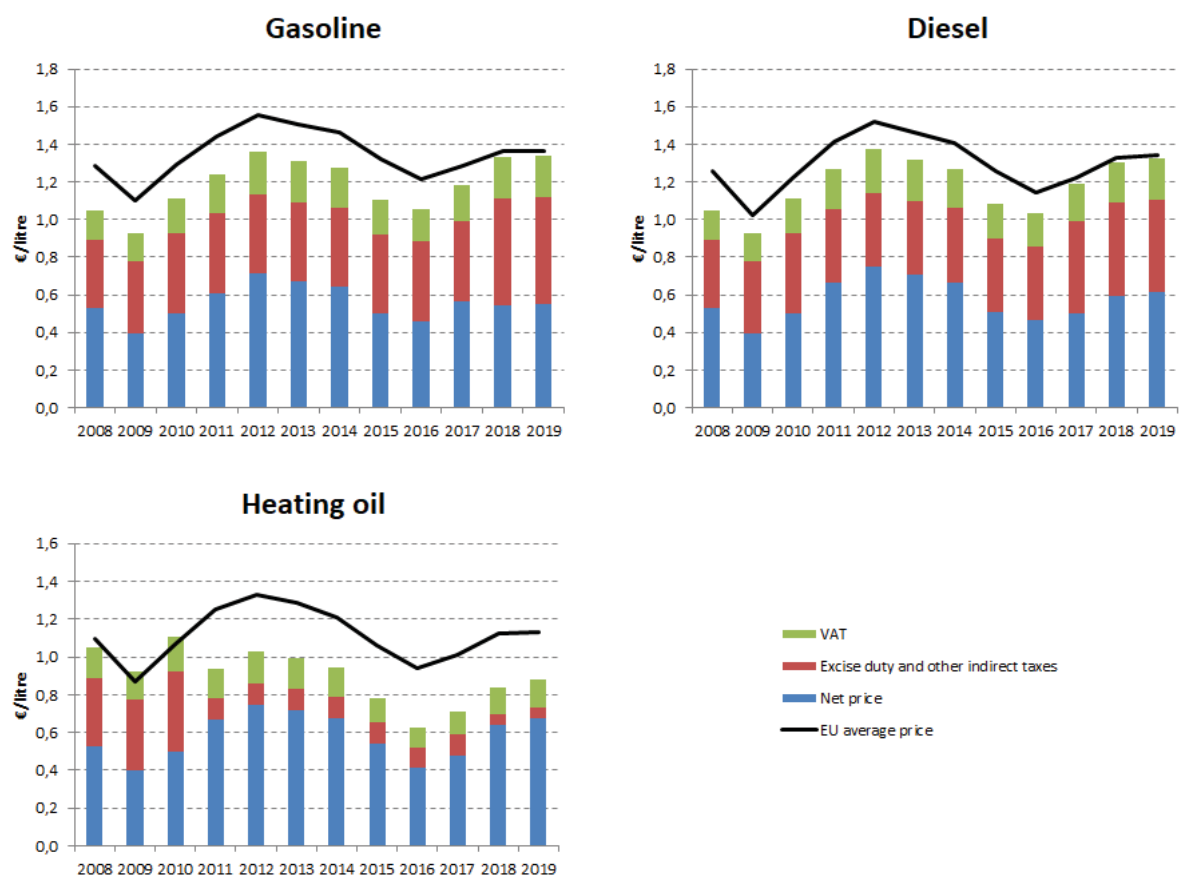 Gasoline
1,8
1,6
1,4
1,2
1,0
0,8
0,6
0,4
0,2
0,0
€/litre
2008 2009 2010 2011 2012 2013 2014 2015 2016 2017 2018 2019
Diesel
1,8
1,6
1,4
1,2
1,0
0,8
0,6
0,4
0,2
0,0
€/litre
2008 2009 2010 2011 2012 2013 2014 2015 2016 2017 2018 2019
Heating oil
1,6
1,4
1,2
1,0
0,8
0,6
0,4
0,2
0,0
€/litre
2008 2009 2010 2011 2012 2013 2014 2015 2016 2017 2018 2019
VAT
Excise duty and other indirect taxes
Net price
EU average price